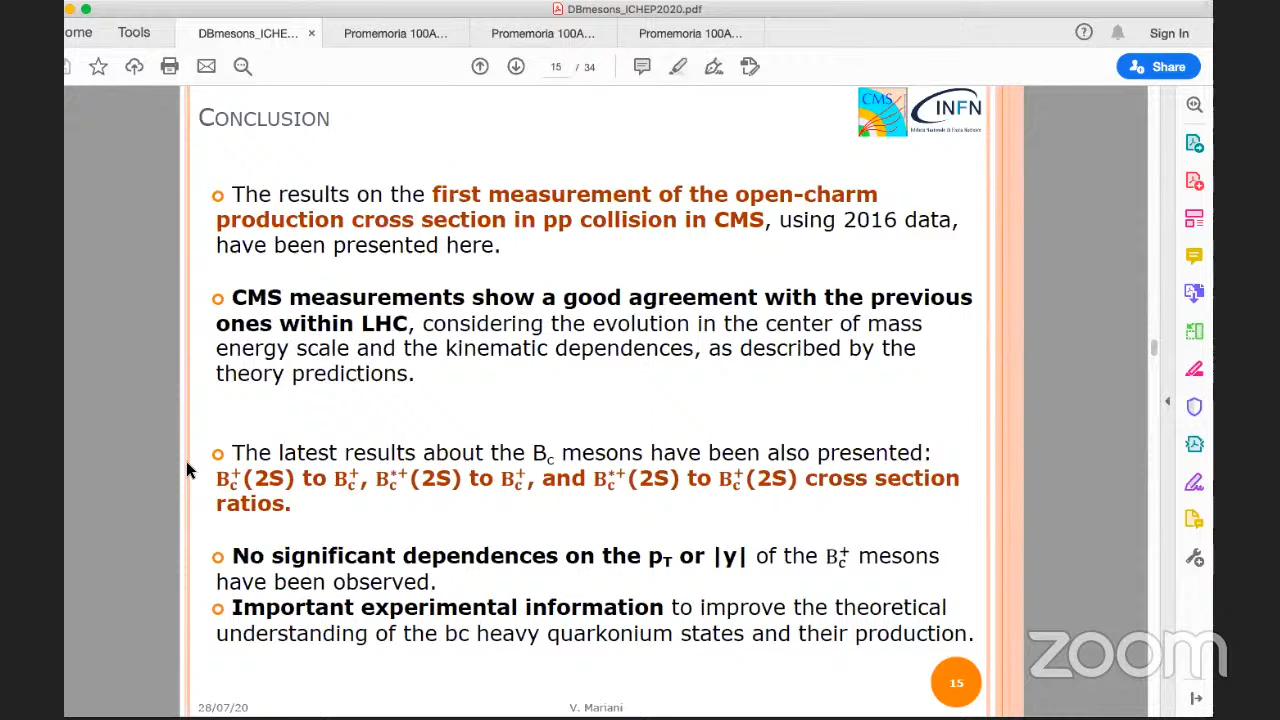 DBmesons_ICHEP2020.pdf
ome Tools DBmesons_ICHE... × Promemoria 100A... Promemoria 100A... Promemoria 100A... ? Sign In
15 / 34 Share
CONCLUSION
CMS INFN
The results on the first measurement of the open-charm
production cross section in pp collision in CMS, using 2016 data,
have been presented here.
CMS measurements show a good agreement with the previous
ones within LHC, considering the evolution in the center of mass
energy scale and the kinematic dependences, as described by the
theory predictions.
The latest results about the Bc mesons have been also presented:
Bc+(2S) to Bc+, Bc*+(2S) to Bc+, and Bc*+(2S) to Bc+(2S) cross section
ratios.
No significant dependences on the pT or |y| of the Bc+ mesons
have been observed.
Important experimental information to improve the theoretical
understanding of the bc heavy quarkonium states and their production.
zoom
15
28/07/20 V. Mariani